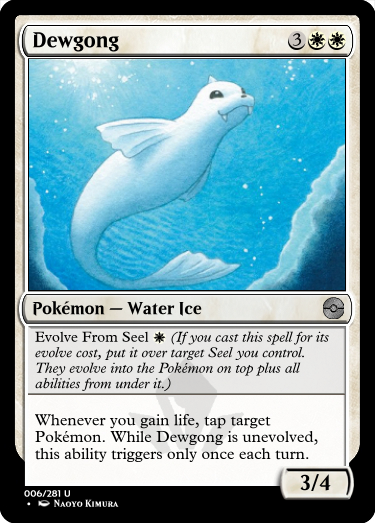 Dewgong 3
Pokémon — Water Ice
Evolve From Seel (If you cast this spell for its
evolve cost, put it over target Seel you control.
They evolve into the Pokémon on top plus all
abilities from under it.)
Whenever you gain life, tap target
Pokémon. While Dewgong is unevolved,
this ability triggers only once each turn.
3/4
006/281 U
• Naoyo Kimura